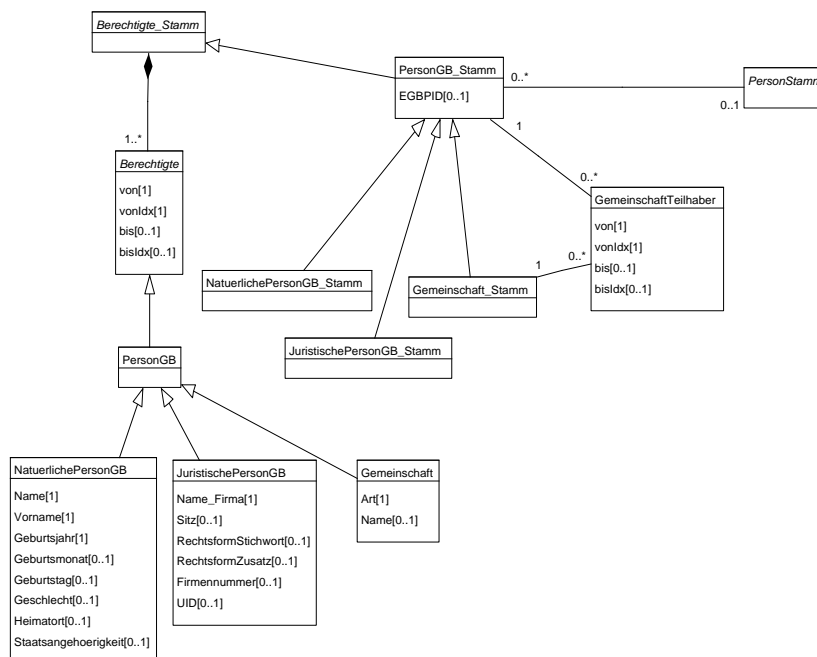 Berechtigte_Stamm
PersonGB_Stamm
EGBPID[0..1]
0..*
0..1
PersonStamm
1
0..*
1..*
Berechtigte
von[1]
vonIdx[1]
bis[0..1]
bisIdx[0..1]
GemeinschaftTeilhaber
von[1]
vonIdx[1]
bis[0..1]
bisIdx[0..1]
NatuerlichePersonGB_Stamm
Gemeinschaft_Stamm
1
0..*
JuristischePersonGB_Stamm
PersonGB
NatuerlichePersonGB
Name[1]
Vorname[1]
Geburtsjahr[1]
Geburtsmonat[0..1]
Geburtstag[0..1]
Geschlecht[0..1]
Heimatort[0..1]
Staatsangehoerigkeit[0..1]
JuristischePersonGB
Name_Firma[1]
Sitz[0..1]
RechtsformStichwort[0..1]
RechtsformZusatz[0..1]
Firmennummer[0..1]
UID[0..1]
Gemeinschaft
Art[1]
Name[0..1]